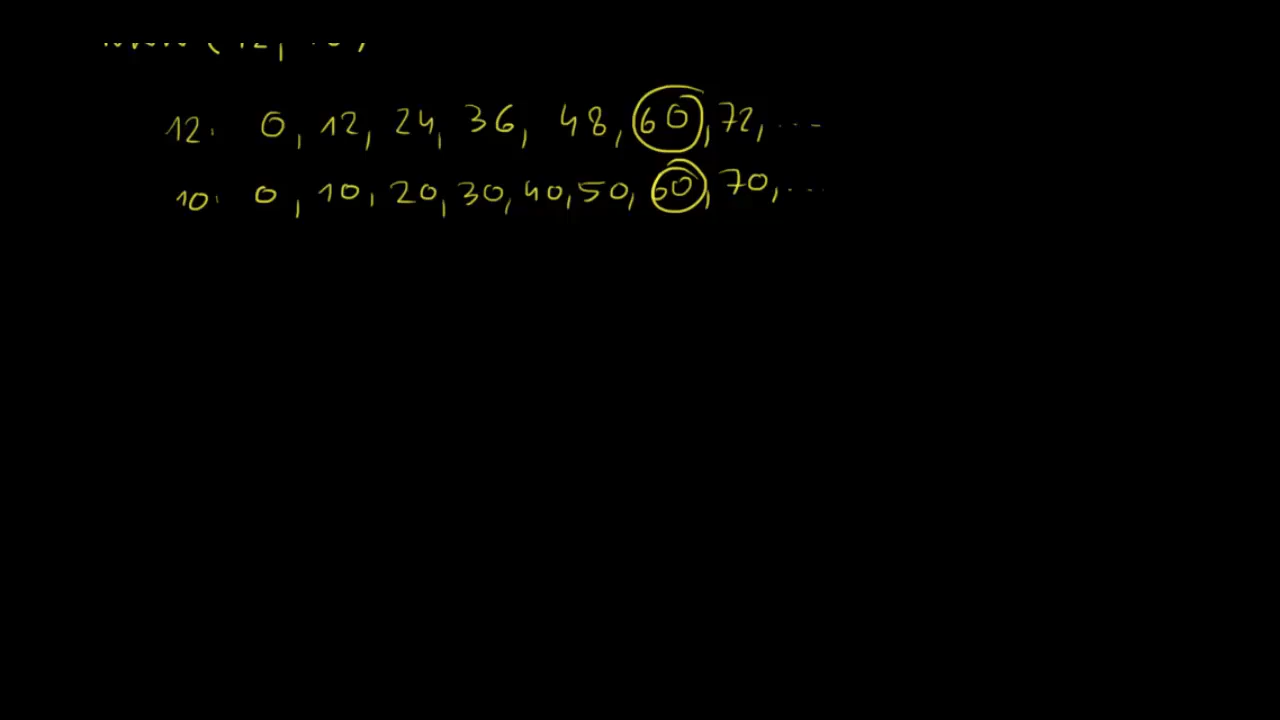 12: 0, 12, 24, 36, 48, 60, 72, ...
10: 0, 10, 20, 30, 40, 50, 60, 70, ...